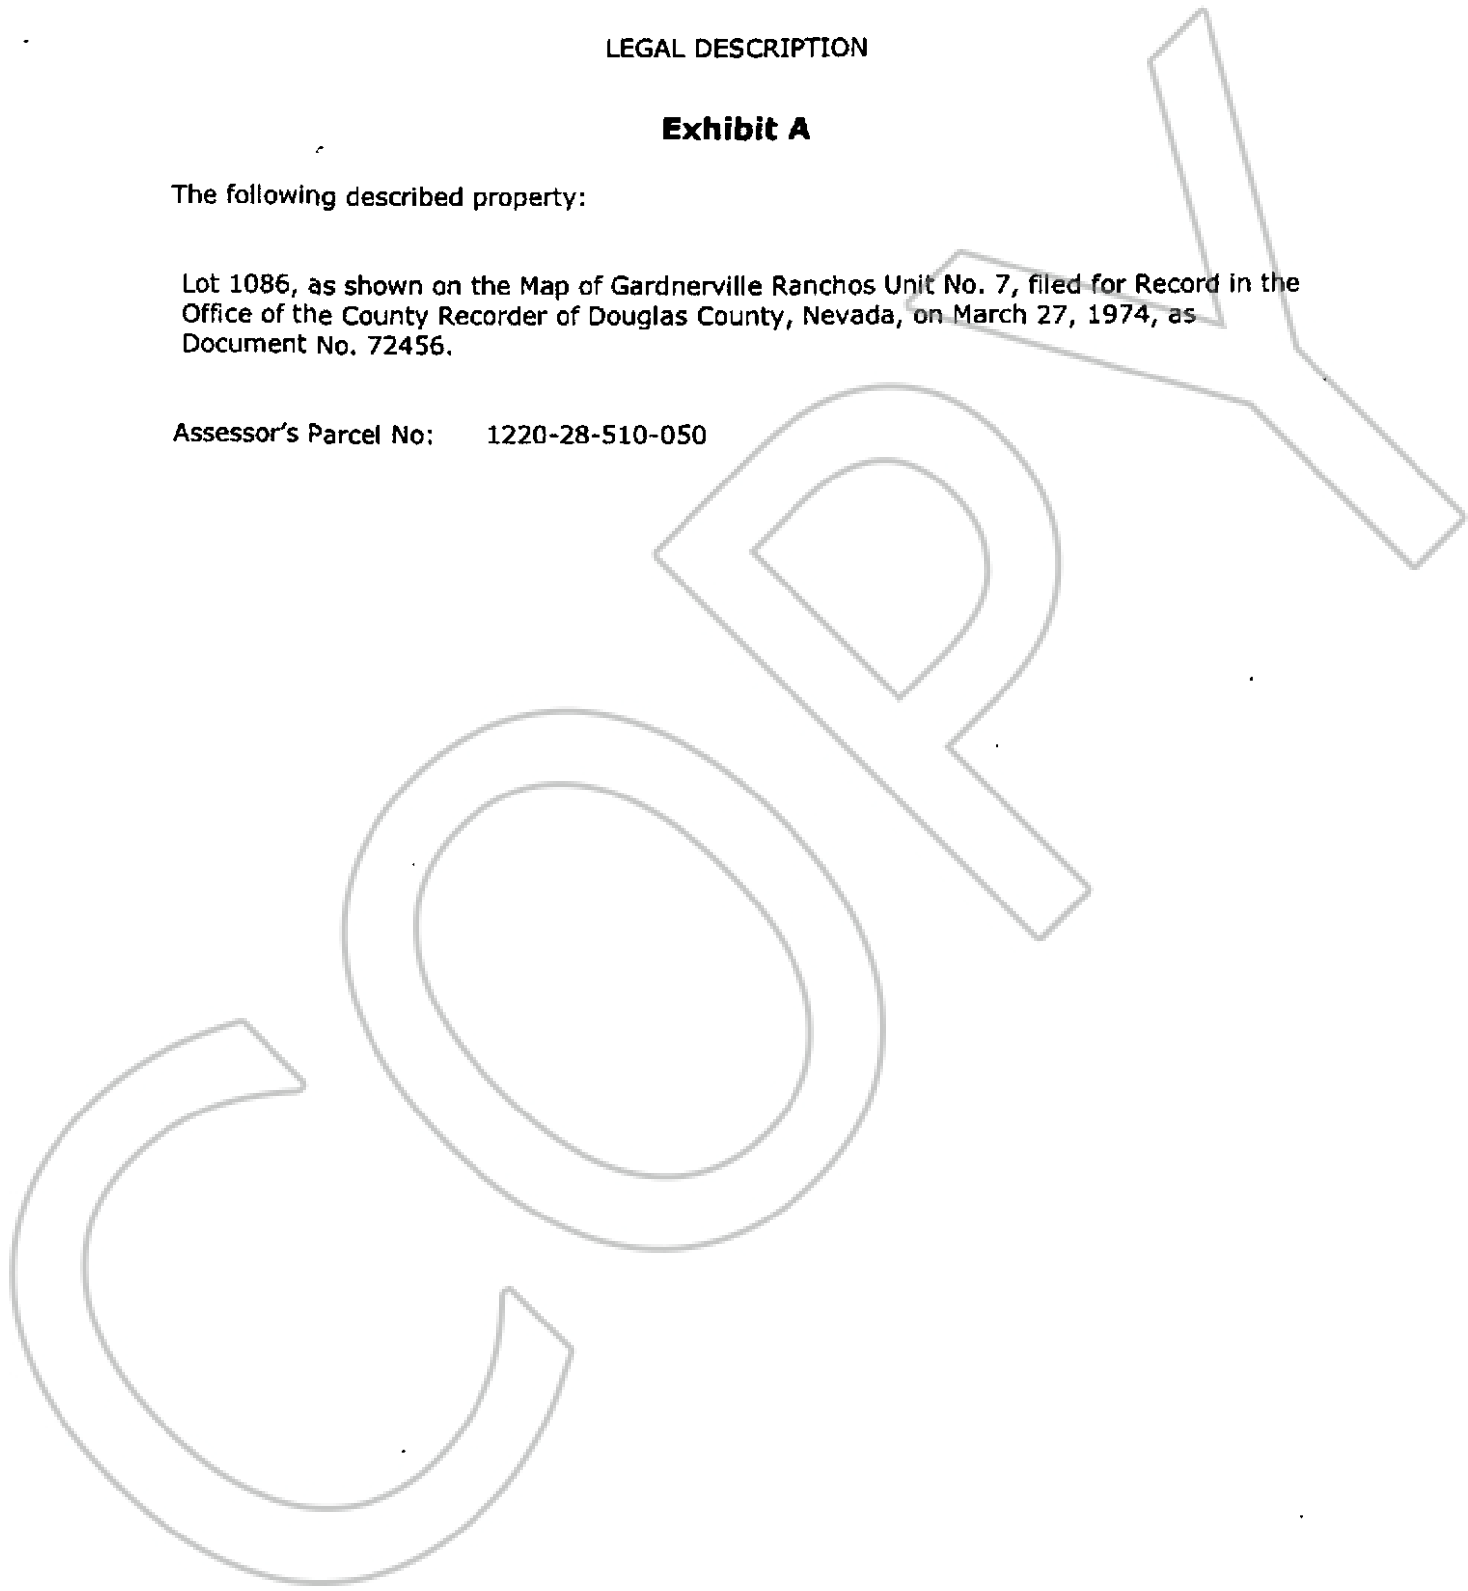 LEGAL DESCRIPTION
Exhibit A
The following described property:
Lot 1086, as shown on the Map of Gardnerville Ranchos Unit No. 7, filed for Record in the
Office of the County Recorder of Douglas County, Nevada, on March 27, 1974, as
Document No. 72456.
Assessor's Parcel No: 1220-28-510-050
COPY